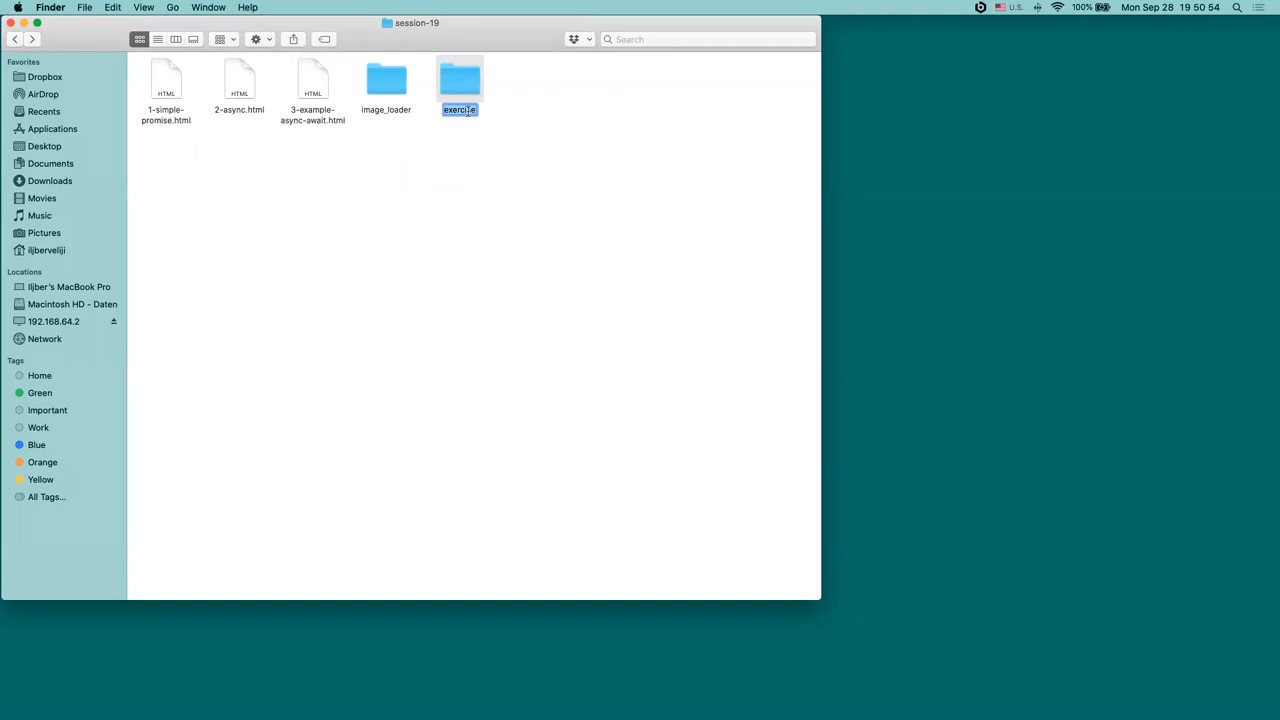 Finder File Edit View Go Window Help
U.S. 100% Mon Sep 28 19 50 54
session-19
Search
Favorites
Dropbox
AirDrop
Recents
Applications
Desktop
Documents
Downloads
Movies
Music
Pictures
iljberveliji
Locations
Iljber's MacBook Pro
Macintosh HD - Daten
192.168.64.2
Network
Tags
Home
Green
Important
Work
Blue
Orange
Yellow
All Tags...
HTML
1-simple-
promise.html
HTML
2-async.html
HTML
3-example-
async-await.html
image_loader
exercise